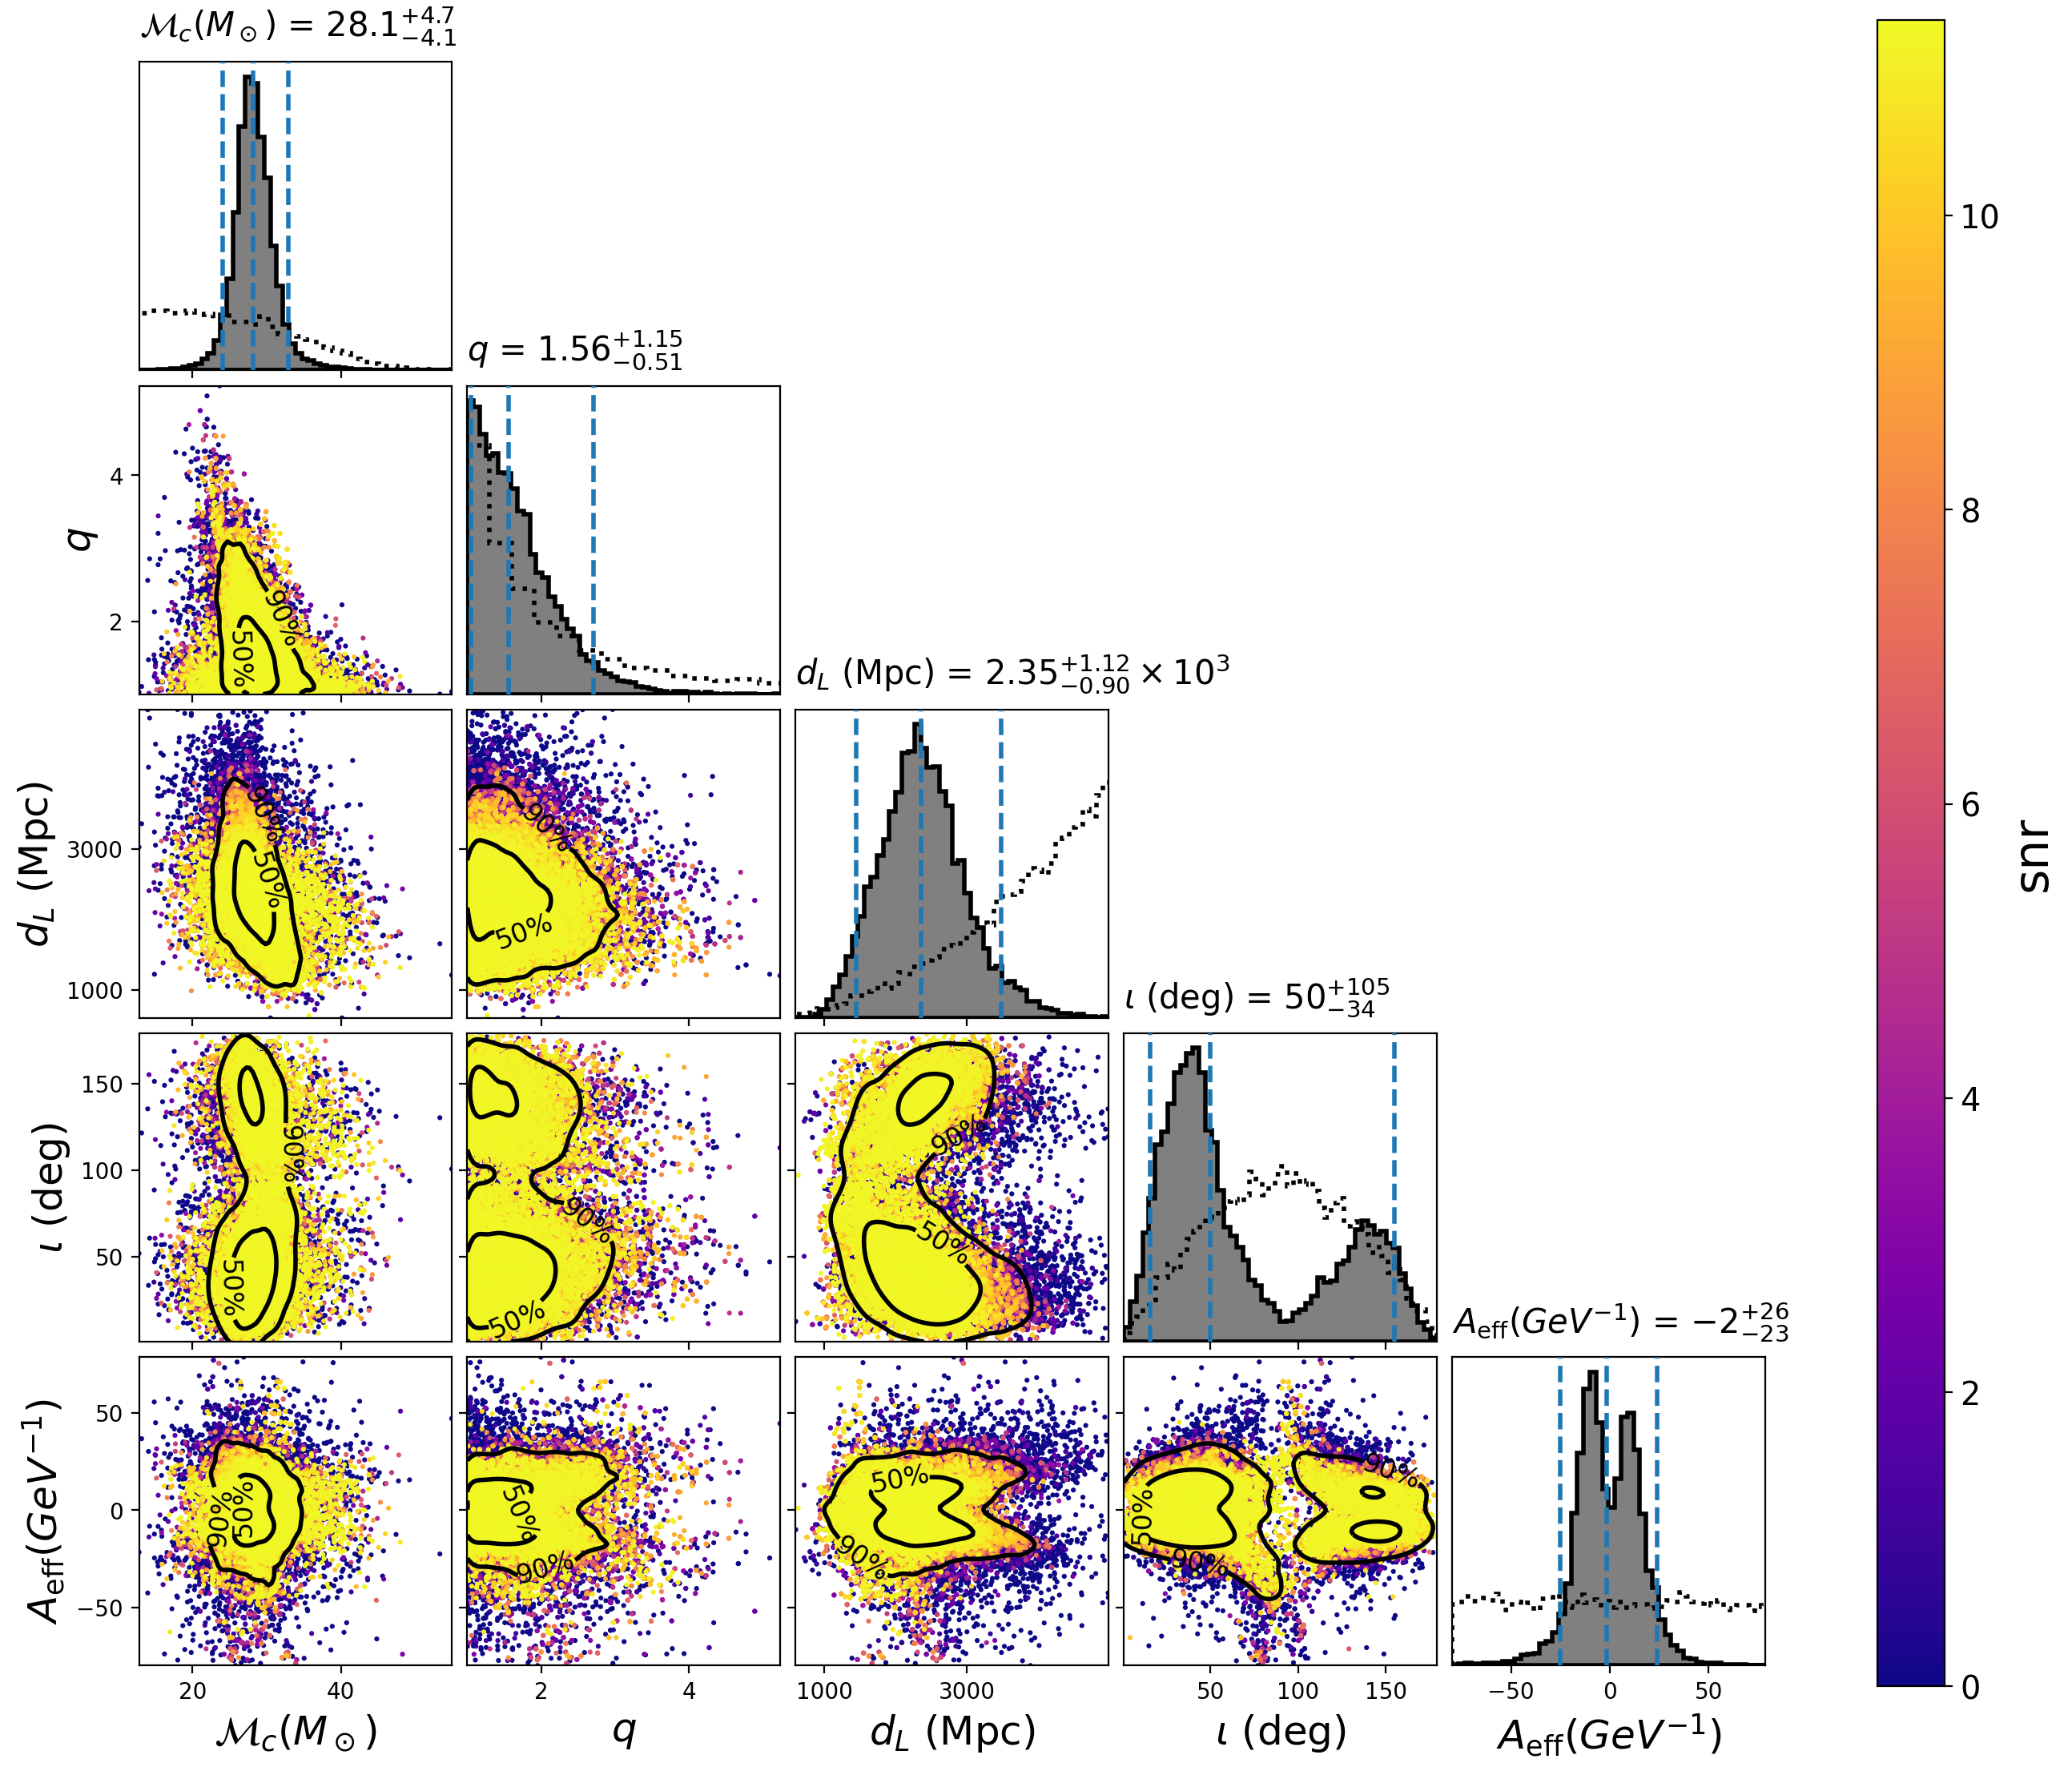 ℳc(M⊙) = 28.1 +4.7 −4.1
q = 1.56 +1.15 −0.51
dL (Mpc) = 2.35 +1.12 −0.90 × 10³
ι (deg) = 50 +105 −34
Aeff(GeV⁻¹) = −2 +26 −23
q
4
2
90%
50%
dL (Mpc)
3000
1000
90%
50%
90%
50%
ι (deg)
150
100
50
90%
50%
90%
50%
90%
50%
Aeff(GeV⁻¹)
50
0
−50
90%
50%
50%
90%
50%
90%
90%
50%
90%
20 40
2 4
1000 3000
50 100 150
−50 0 50
ℳc(M⊙)
q
dL (Mpc)
ι (deg)
Aeff(GeV⁻¹)
10
8
6
4
2
0
snr